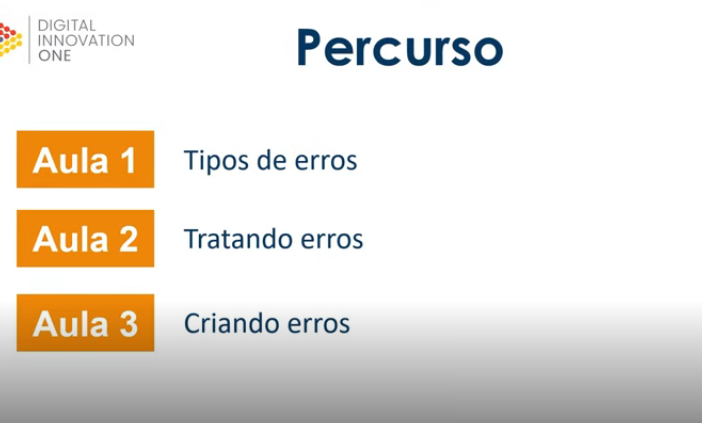 DIGITAL
INNOVATION
ONE
Percurso
Aula 1 Tipos de erros
Aula 2 Tratando erros
Aula 3 Criando erros